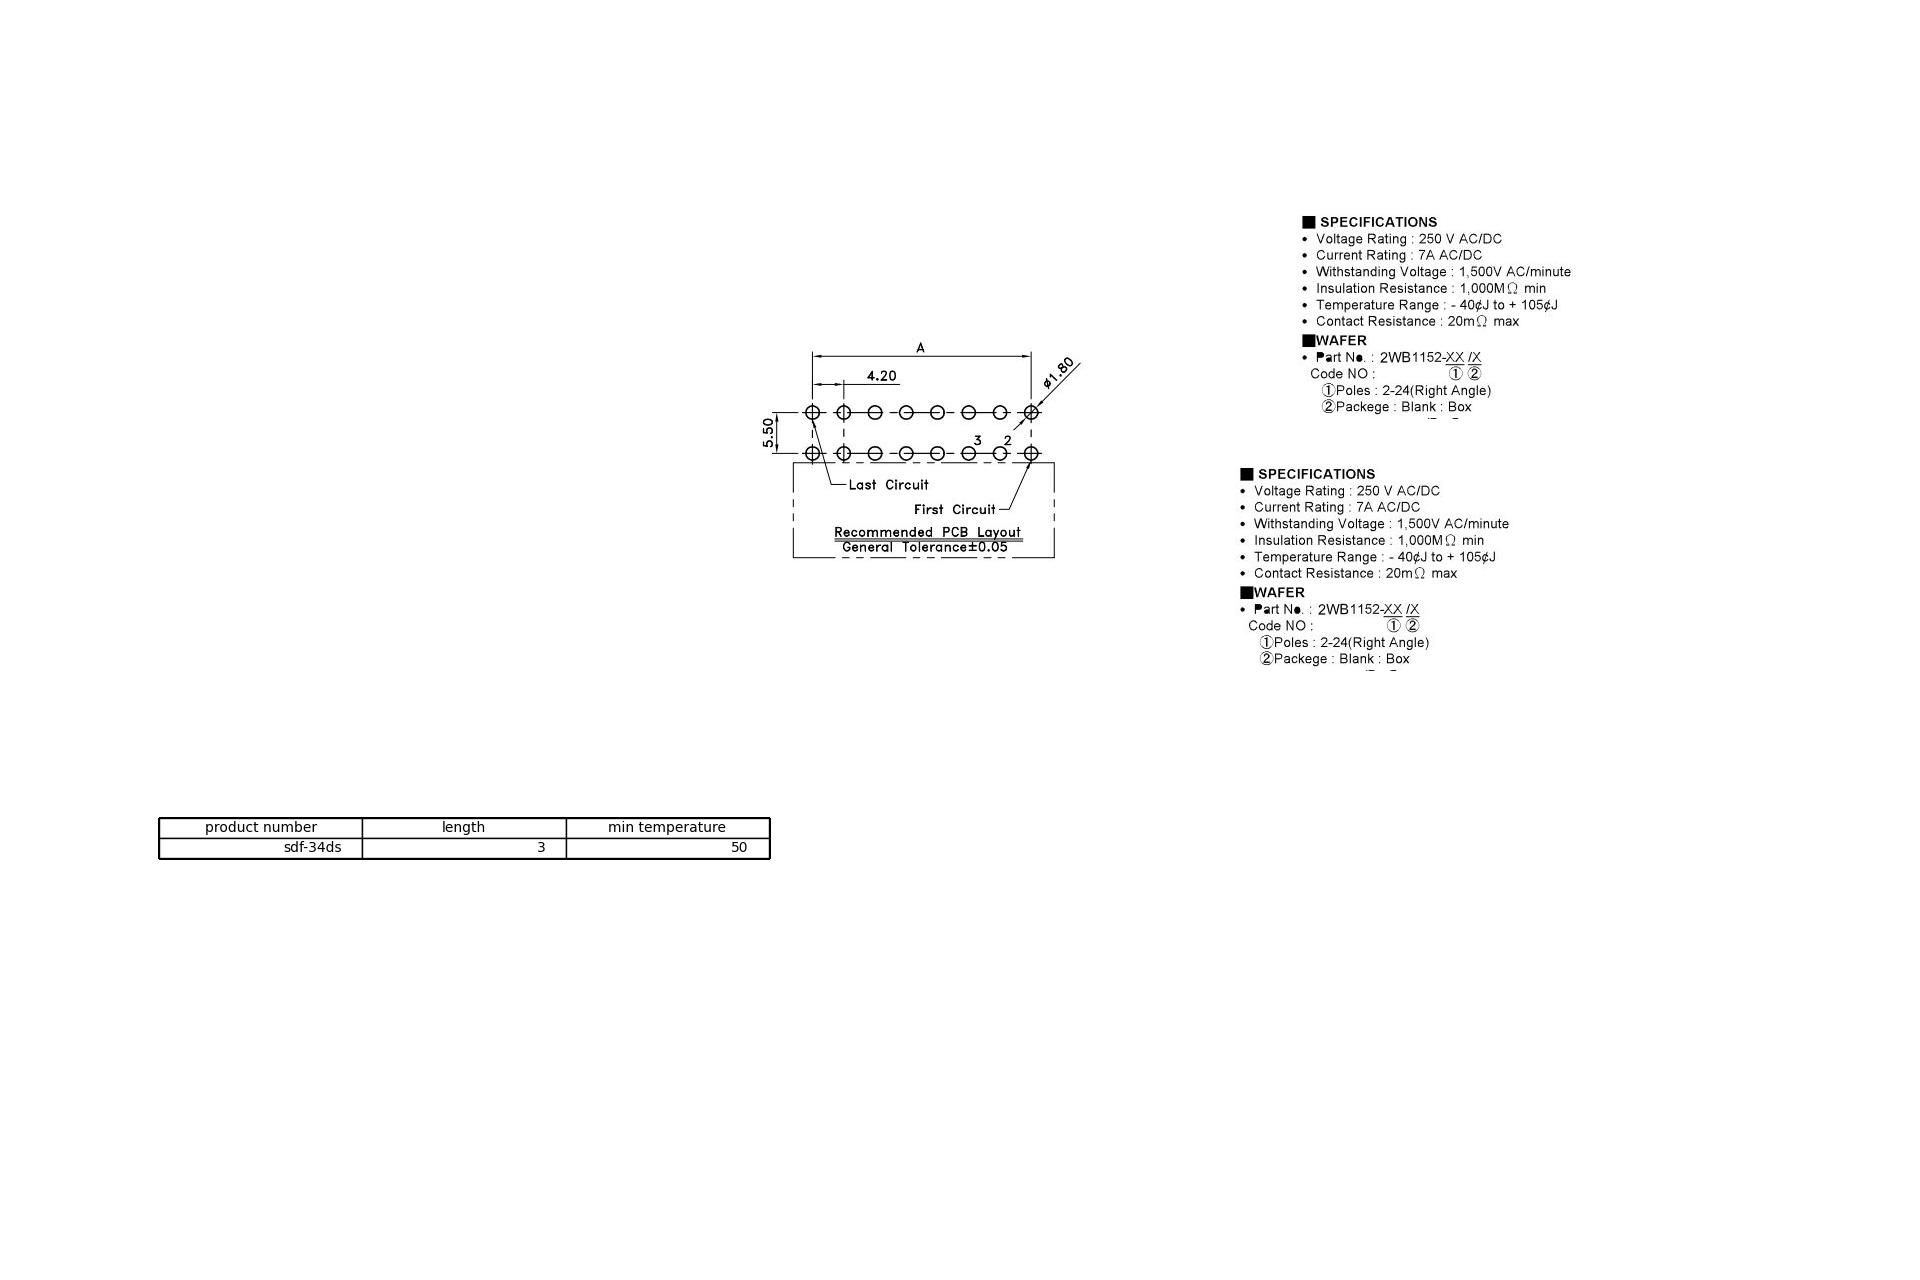 ■ SPECIFICATIONS
• Voltage Rating : 250 V AC/DC
• Current Rating : 7A AC/DC
• Withstanding Voltage : 1,500V AC/minute
• Insulation Resistance : 1,000MΩ min
• Temperature Range : - 40¢J to + 105¢J
• Contact Resistance : 20mΩ max
■WAFER
• Part No. : 2WB1152-XX /X
Code NO : ① ②
①Poles : 2-24(Right Angle)
②Packege : Blank : Box
A
4.20
ø1.80
5.50
3 2
Last Circuit
First Circuit
Recommended PCB Layout
General Tolerance±0.05
■ SPECIFICATIONS
• Voltage Rating : 250 V AC/DC
• Current Rating : 7A AC/DC
• Withstanding Voltage : 1,500V AC/minute
• Insulation Resistance : 1,000MΩ min
• Temperature Range : - 40¢J to + 105¢J
• Contact Resistance : 20mΩ max
■WAFER
• Part No. : 2WB1152-XX /X
Code NO : ① ②
①Poles : 2-24(Right Angle)
②Packege : Blank : Box
product number length min temperature
sdf-34ds 3 50